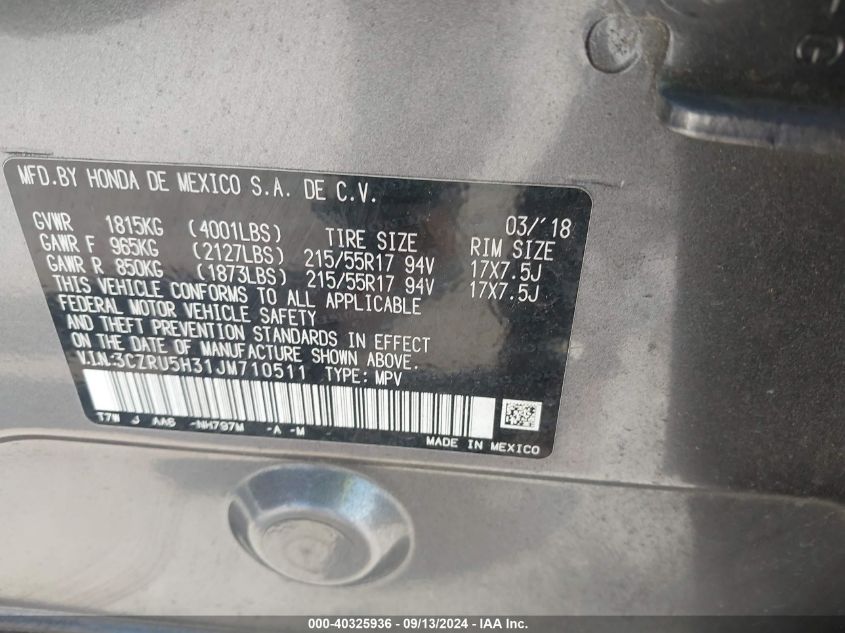 MFD.BY HONDA DE MEXICO S.A. DE C.V.
03/'18
GVWR 1815KG (4001LBS) TIRE SIZE RIM SIZE
GAWR F 965KG (2127LBS) 215/55R17 94V 17X7.5J
GAWR R 850KG (1873LBS) 215/55R17 94V 17X7.5J
THIS VEHICLE CONFORMS TO ALL APPLICABLE
FEDERAL MOTOR VEHICLE SAFETY
AND THEFT PREVENTION STANDARDS IN EFFECT
ON THE DATE OF MANUFACTURE SHOWN ABOVE.
V.I.N:3CZRU5H31JM710511 TYPE: MPV
T7W J AA6 -NH797M -A -M
MADE IN MEXICO
000-40325936 - 09/13/2024 - IAA Inc.